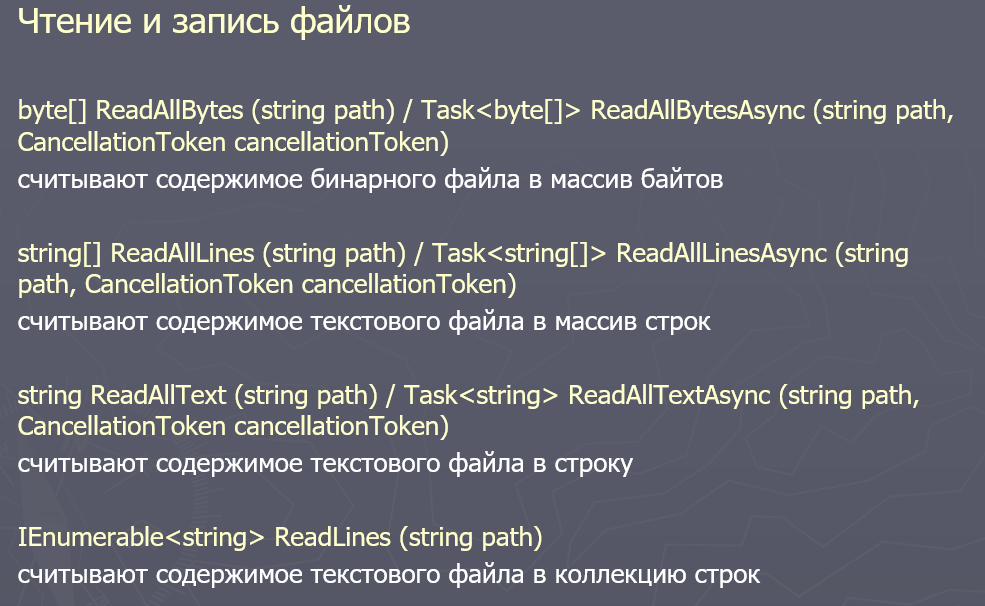 Чтение и запись файлов
byte[] ReadAllBytes (string path) / Task<byte[]> ReadAllBytesAsync (string path,
CancellationToken cancellationToken)
считывают содержимое бинарного файла в массив байтов
string[] ReadAllLines (string path) / Task<string[]> ReadAllLinesAsync (string
path, CancellationToken cancellationToken)
считывают содержимое текстового файла в массив строк
string ReadAllText (string path) / Task<string> ReadAllTextAsync (string path,
CancellationToken cancellationToken)
считывают содержимое текстового файла в строку
IEnumerable<string> ReadLines (string path)
считывают содержимое текстового файла в коллекцию строк